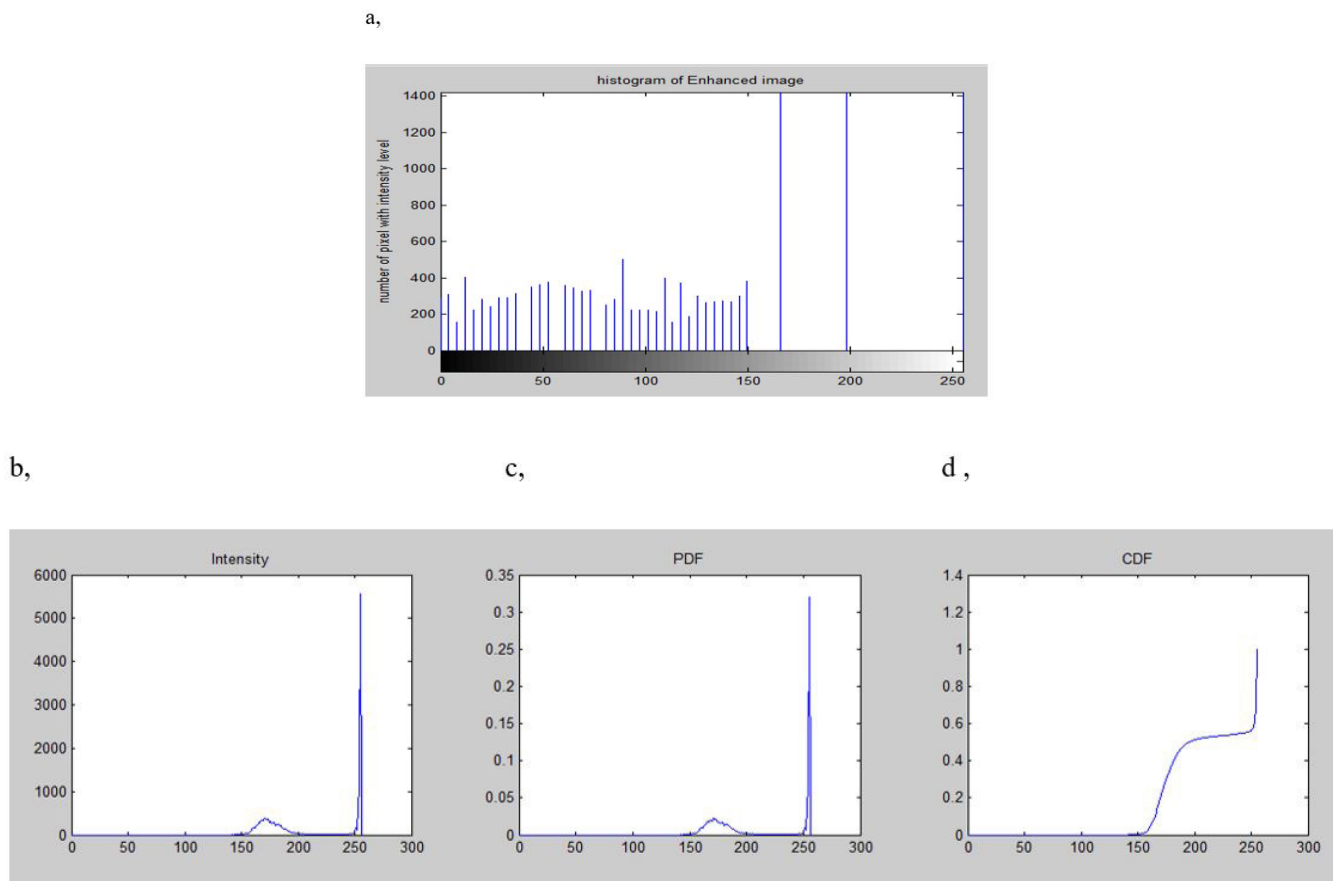 a,
histogram of Enhanced image
number of pixel with intensity level
1400
1200
1000
800
600
400
200
0
0 50 100 150 200 250
b, c, d ,
Intensity
6000
5000
4000
3000
2000
1000
0
0 50 100 150 200 250 300
PDF
0.35
0.3
0.25
0.2
0.15
0.1
0.05
0
0 50 100 150 200 250 300
CDF
1.4
1.2
1
0.8
0.6
0.4
0.2
0
0 50 100 150 200 250 300